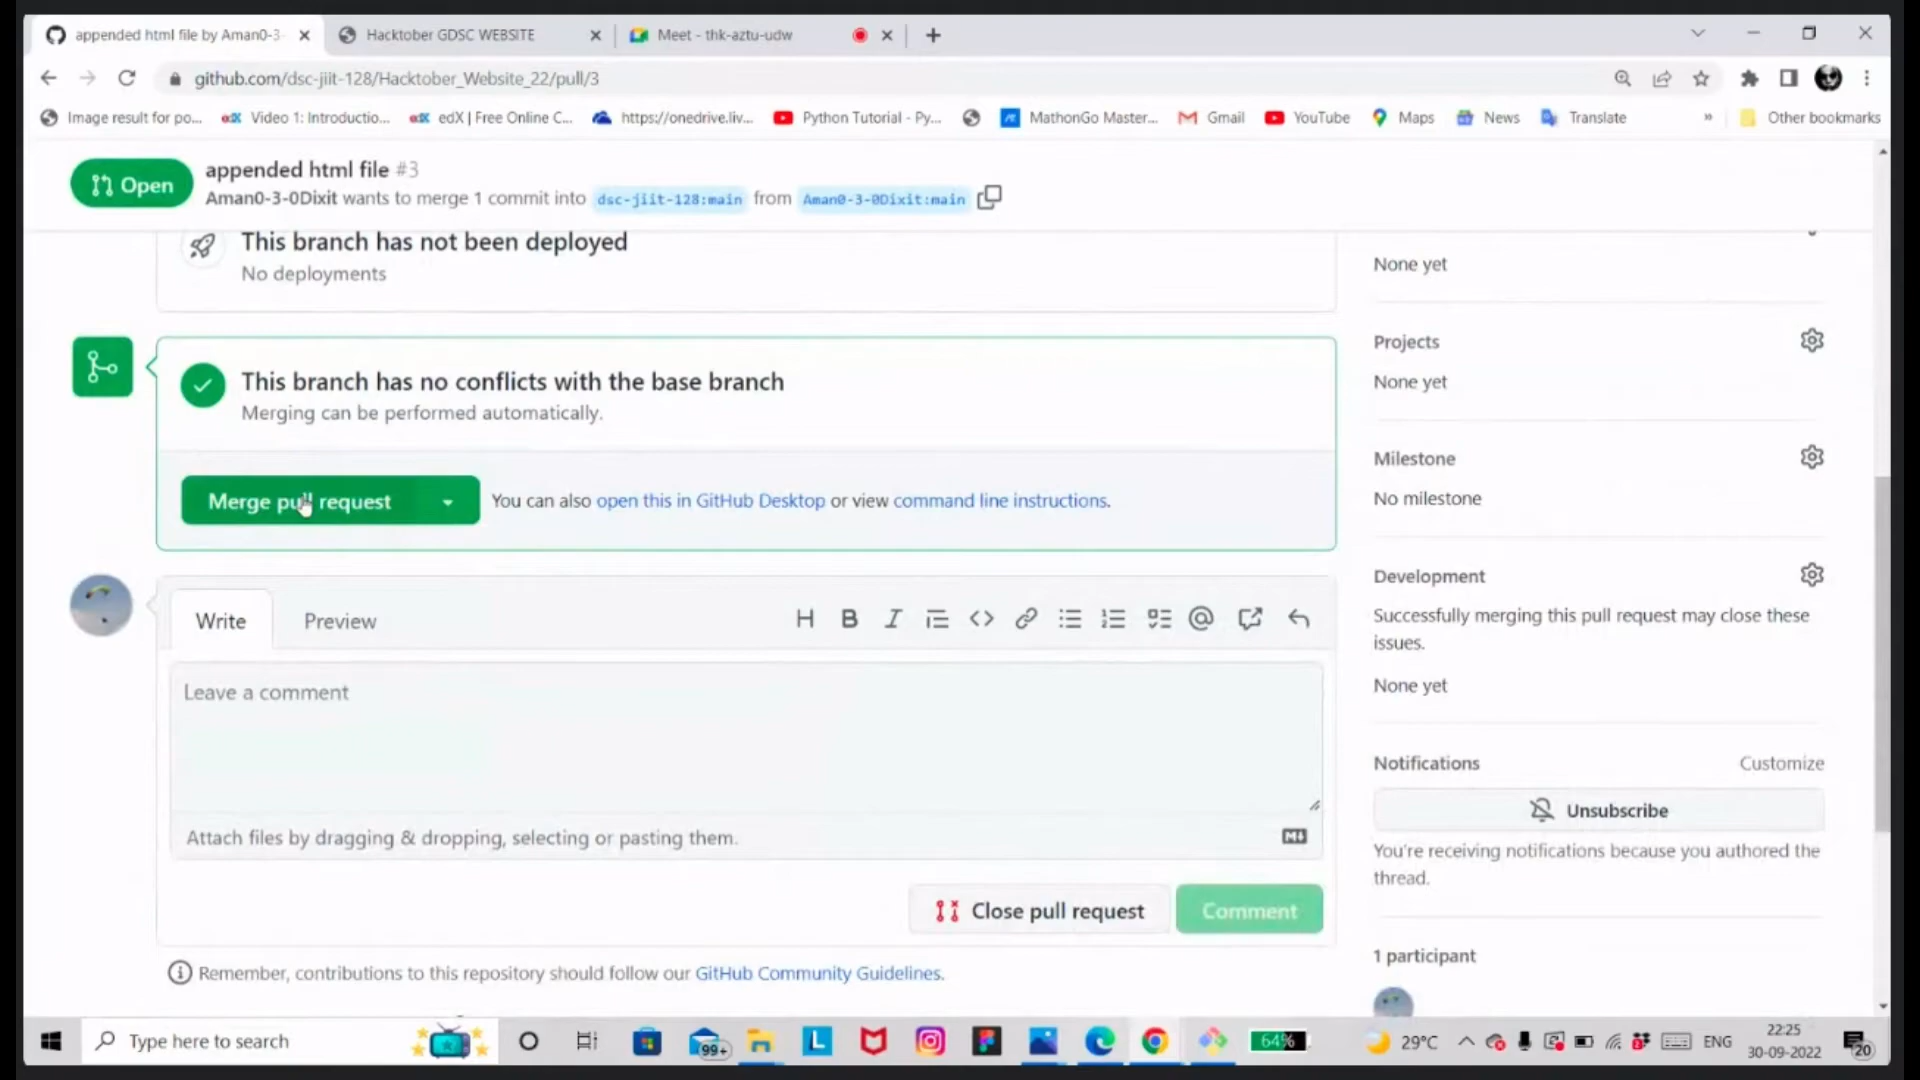 appended html file by Aman0-3-
Hacktober GDSC WEBSITE
Meet - thk-aztu-udw
github.com/dsc-jiit-128/Hacktober_Website_22/pull/3
Image result for po...
edX
Video 1: Introductio...
edX
edX | Free Online C...
https://onedrive.liv...
Python Tutorial - Py...
MathonGo Master...
Gmail
YouTube
Maps
News
Translate
»
Other bookmarks
Open
appended html file #3
Aman0-3-0Dixit wants to merge 1 commit into dsc-jiit-128:main from Aman0-3-0Dixit:main
This branch has not been deployed
No deployments
None yet
This branch has no conflicts with the base branch
Merging can be performed automatically.
Projects
None yet
Merge pull request
You can also open this in GitHub Desktop or view command line instructions.
Milestone
No milestone
Development
Successfully merging this pull request may close these
issues.
None yet
Write
Preview
Leave a comment
Attach files by dragging & dropping, selecting or pasting them.
Notifications
Customize
Unsubscribe
You're receiving notifications because you authored the
thread.
Close pull request
Comment
1 participant
Remember, contributions to this repository should follow our GitHub Community Guidelines.
Type here to search
99+
L
64%
29°C
ENG
22:25
30-09-2022
20